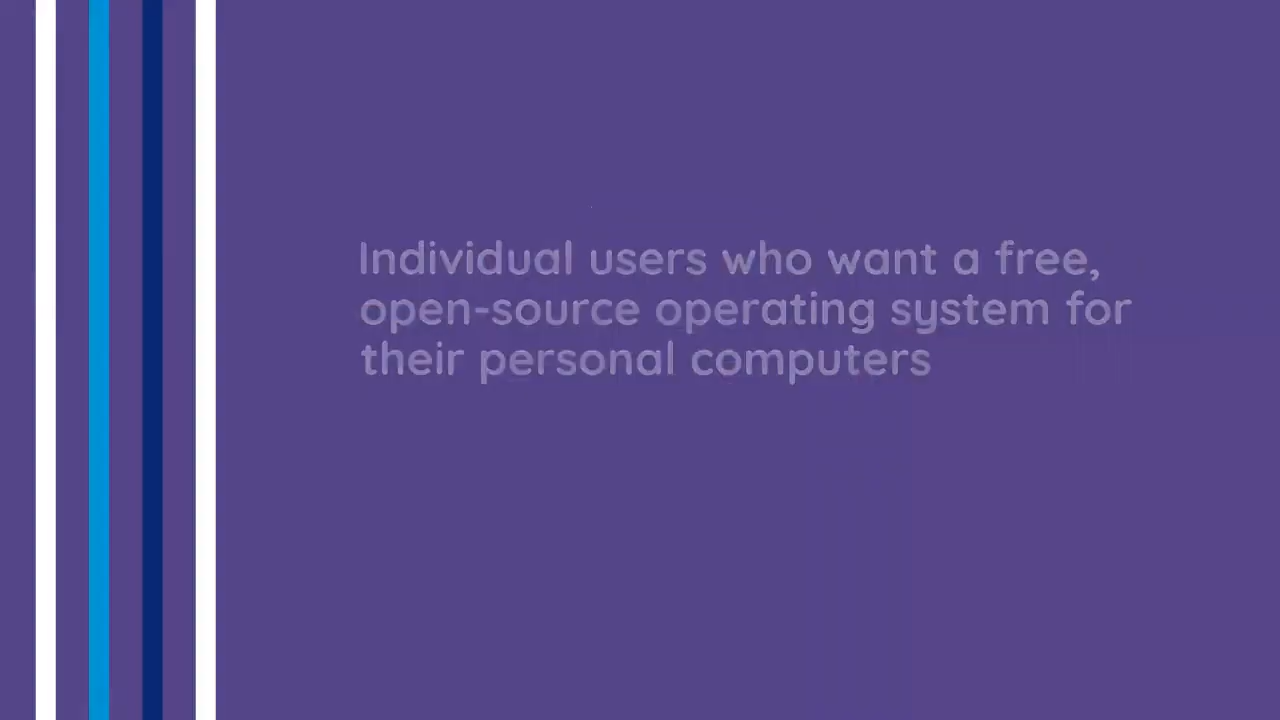 Individual users who want a free,
open-source operating system for
their personal computers